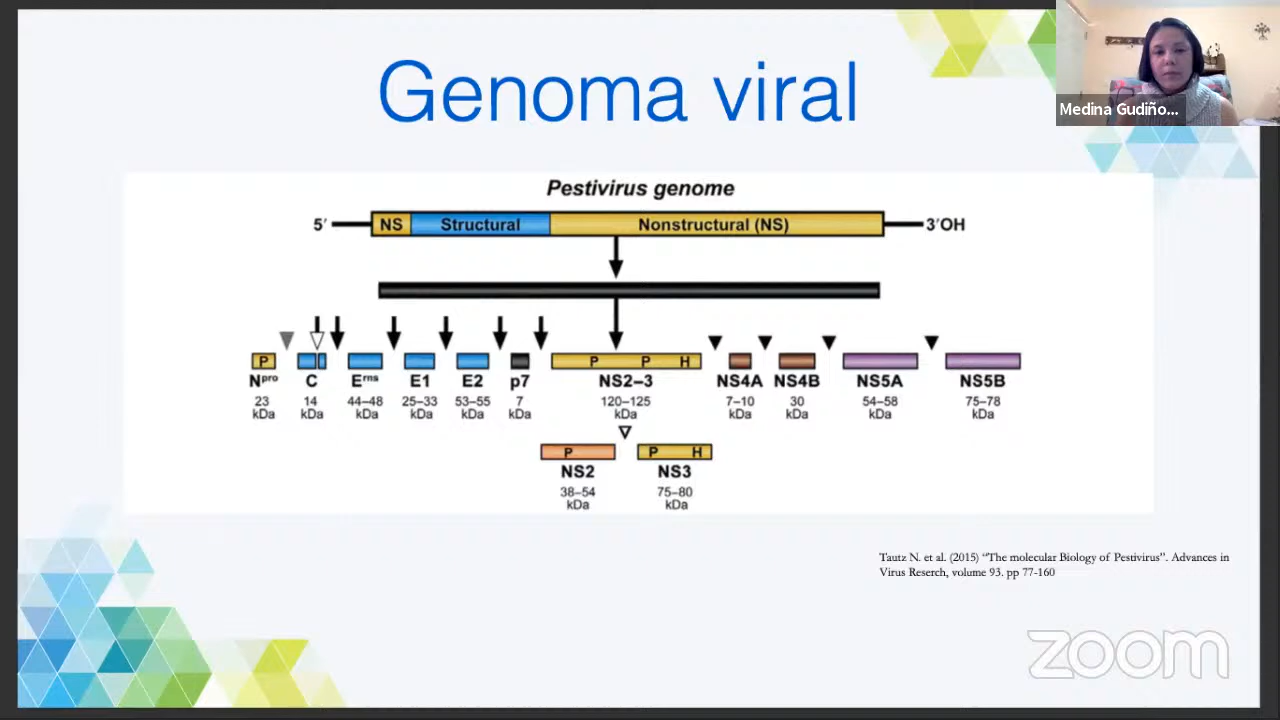 Genoma viral
Medina Gudiño...
Pestivirus genome
5′ NS Structural Nonstructural (NS) 3′OH
P P P H
Npro C Erns E1 E2 p7 NS2–3 NS4A NS4B NS5A NS5B
23 14 44–48 25–33 53–55 7 120–125 7–10 30 54–58 75–78
kDa kDa kDa kDa kDa kDa kDa kDa kDa kDa kDa
P P H
NS2 NS3
38–54 75–80
kDa kDa
Tautz N. et al. (2015) “The molecular Biology of Pestivirus”. Advances in
Virus Reserch, volume 93. pp 77-160
zoom